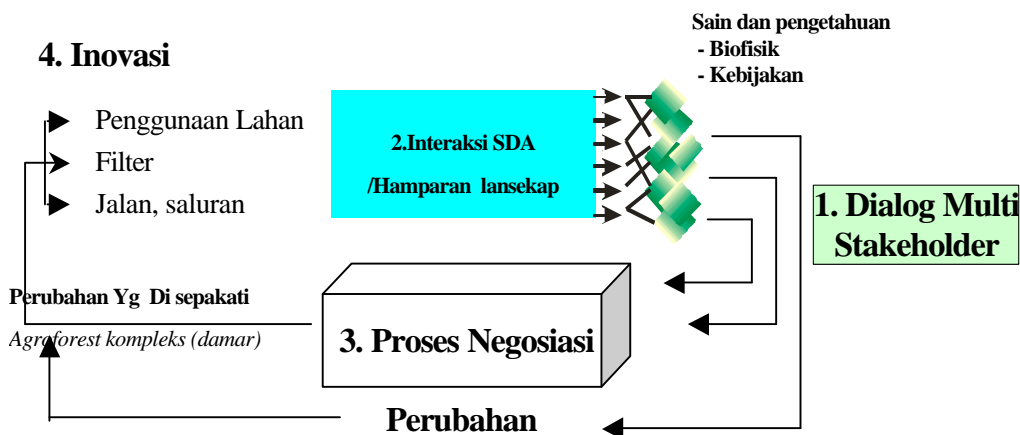 Sain dan pengetahuan
- Biofisik
- Kebijakan
4. Inovasi
Penggunaan Lahan
Filter
Jalan, saluran
2.Interaksi SDA
/Hamparan lansekap
1. Dialog Multi
Stakeholder
Perubahan Yg Di sepakati
Agroforest kompleks (damar)
3. Proses Negosiasi
Perubahan